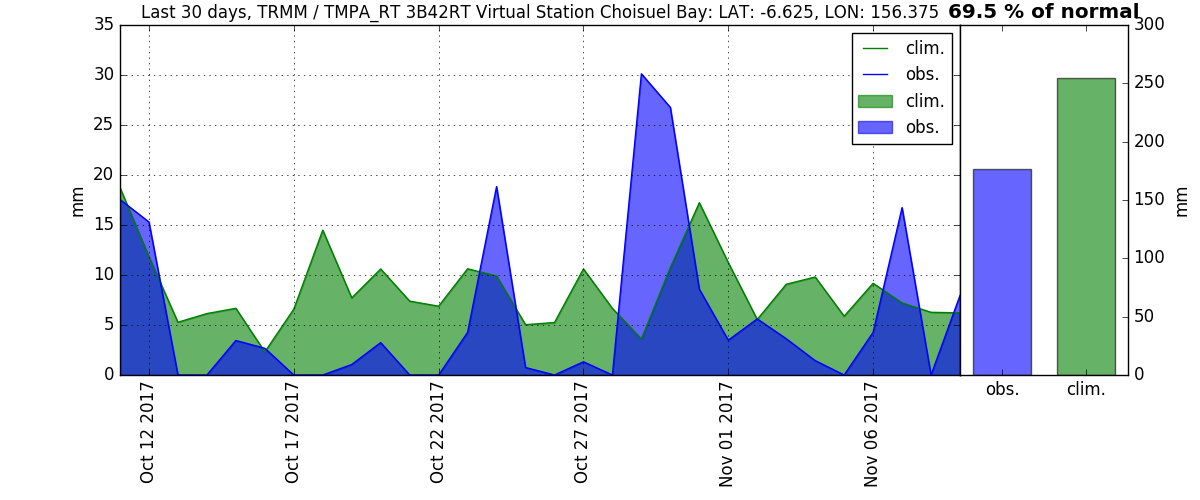 Last 30 days, TRMM / TMPA_RT 3B42RT Virtual Station Choisuel Bay: LAT: -6.625, LON: 156.375
69.5 % of normal
clim.
obs.
clim.
obs.
mm
35
30
25
20
15
10
5
0
Oct 12 2017
Oct 17 2017
Oct 22 2017
Oct 27 2017
Nov 01 2017
Nov 06 2017
300
250
200
150
100
50
0
mm
obs.
clim.